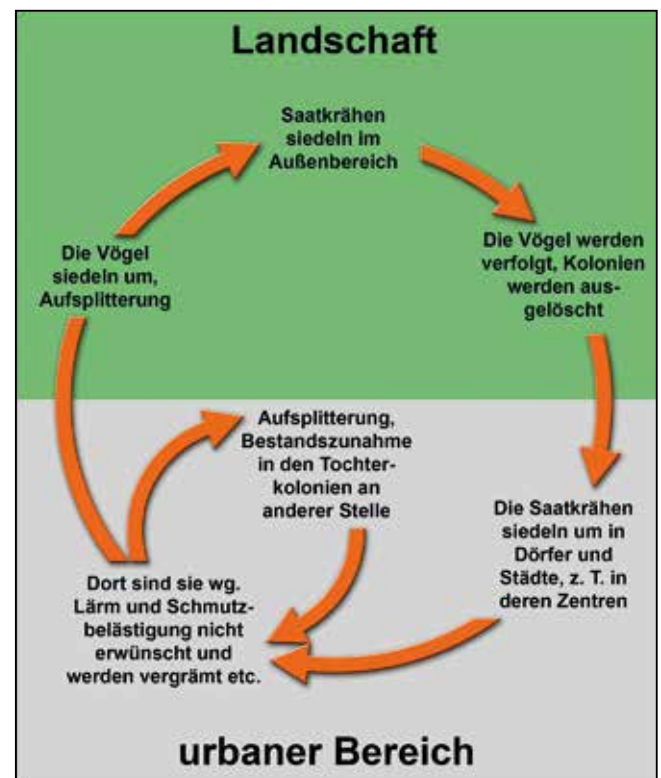 Landschaft
Saatkrähen
siedeln im
Außenbereich
Die Vögel werden
verfolgt, Kolonien
werden aus-
gelöscht
Die Vögel
siedeln um,
Aufsplitterung
Aufsplitterung,
Bestandszunahme
in den Tochter-
kolonien an
anderer Stelle
Die Saatkrähen
siedeln um in
Dörfer und
Städte, z. T. in
deren Zentren
Dort sind sie wg.
Lärm und Schmutz-
belästigung nicht
erwünscht und
werden vergrämt etc.
urbaner Bereich